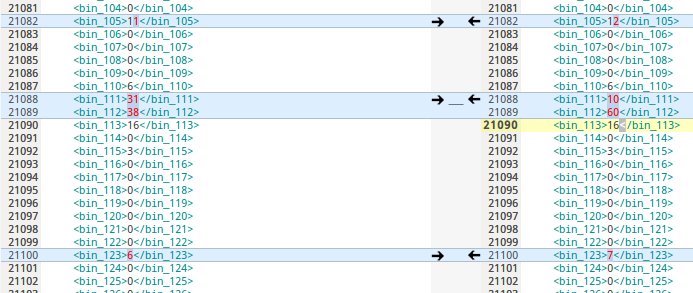 21081 <bin_104>0</bin_104> 21081 <bin_104>0</bin_104>
21082 <bin_105>11</bin_105> → ← 21082 <bin_105>12</bin_105>
21083 <bin_106>0</bin_106> 21083 <bin_106>0</bin_106>
21084 <bin_107>0</bin_107> 21084 <bin_107>0</bin_107>
21085 <bin_108>0</bin_108> 21085 <bin_108>0</bin_108>
21086 <bin_109>0</bin_109> 21086 <bin_109>0</bin_109>
21087 <bin_110>6</bin_110> 21087 <bin_110>6</bin_110>
21088 <bin_111>31</bin_111> → ← 21088 <bin_111>10</bin_111>
21089 <bin_112>38</bin_112> 21089 <bin_112>60</bin_112>
21090 <bin_113>16</bin_113> 21090 <bin_113>16</bin_113>
21091 <bin_114>0</bin_114> 21091 <bin_114>0</bin_114>
21092 <bin_115>3</bin_115> 21092 <bin_115>3</bin_115>
21093 <bin_116>0</bin_116> 21093 <bin_116>0</bin_116>
21094 <bin_117>0</bin_117> 21094 <bin_117>0</bin_117>
21095 <bin_118>0</bin_118> 21095 <bin_118>0</bin_118>
21096 <bin_119>0</bin_119> 21096 <bin_119>0</bin_119>
21097 <bin_120>0</bin_120> 21097 <bin_120>0</bin_120>
21098 <bin_121>0</bin_121> 21098 <bin_121>0</bin_121>
21099 <bin_122>0</bin_122> 21099 <bin_122>0</bin_122>
21100 <bin_123>6</bin_123> → ← 21100 <bin_123>7</bin_123>
21101 <bin_124>0</bin_124> 21101 <bin_124>0</bin_124>
21102 <bin_125>0</bin_125> 21102 <bin_125>0</bin_125>